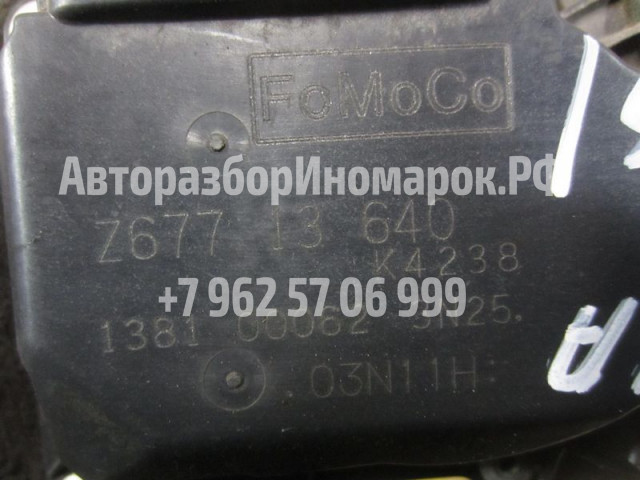 FoMoCo
АвторазборИномарок.РФ
Z677 13 640
K4238
+7 962 57 06 999
1381 00062 3N25.
03N11H